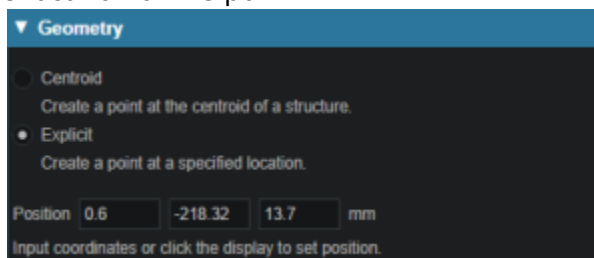 ▼ Geometry
Centroid
Create a point at the centroid of a structure.
Explicit
Create a point at a specified location.
Position 0.6 -218.32 13.7 mm
Input coordinates or click the display to set position.